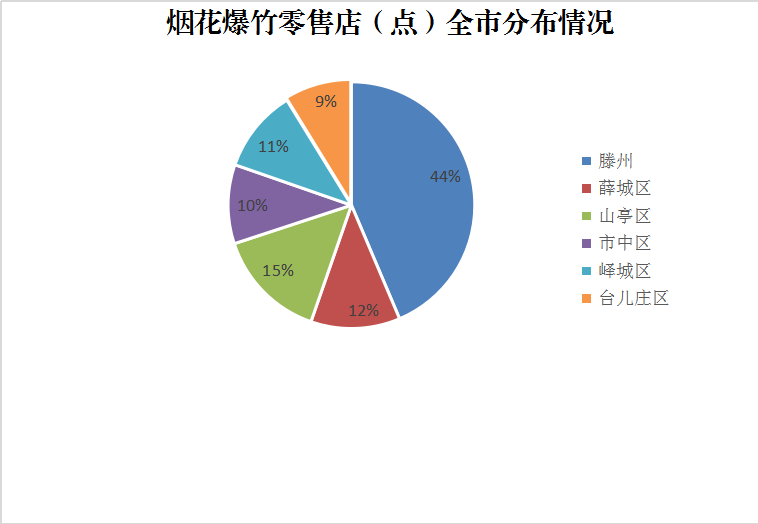 烟花爆竹零售店（点）全市分布情况
9%
11%
44%
10%
15%
12%
滕州
薛城区
山亭区
市中区
峄城区
台儿庄区